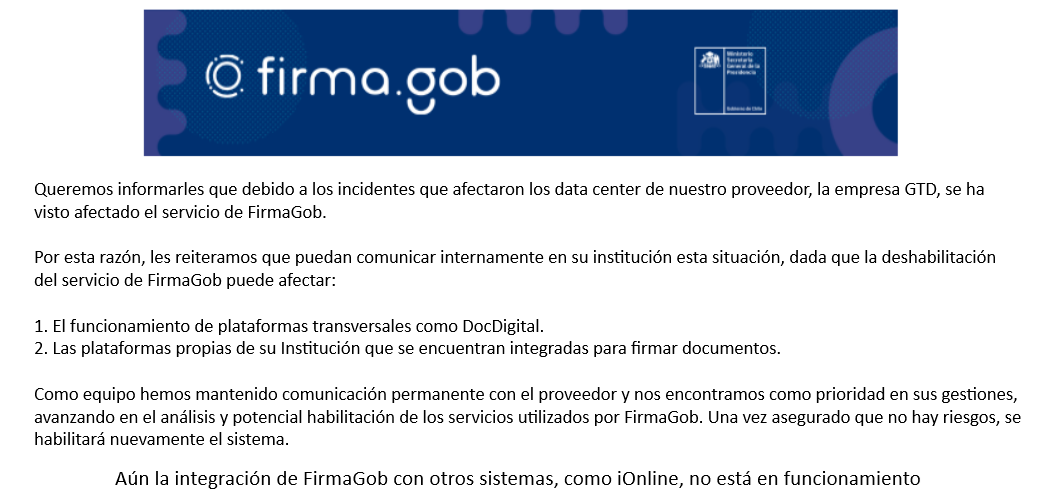 firma.gob
Ministerio
Secretaría
General de la
Presidencia
Gobierno de Chile
Queremos informarles que debido a los incidentes que afectaron los data center de nuestro proveedor, la empresa GTD, se ha
visto afectado el servicio de FirmaGob.
Por esta razón, les reiteramos que puedan comunicar internamente en su institución esta situación, dada que la deshabilitación
del servicio de FirmaGob puede afectar:
1. El funcionamiento de plataformas transversales como DocDigital.
2. Las plataformas propias de su Institución que se encuentran integradas para firmar documentos.
Como equipo hemos mantenido comunicación permanente con el proveedor y nos encontramos como prioridad en sus gestiones,
avanzando en el análisis y potencial habilitación de los servicios utilizados por FirmaGob. Una vez asegurado que no hay riesgos, se
habilitará nuevamente el sistema.
Aún la integración de FirmaGob con otros sistemas, como iOnline, no está en funcionamiento